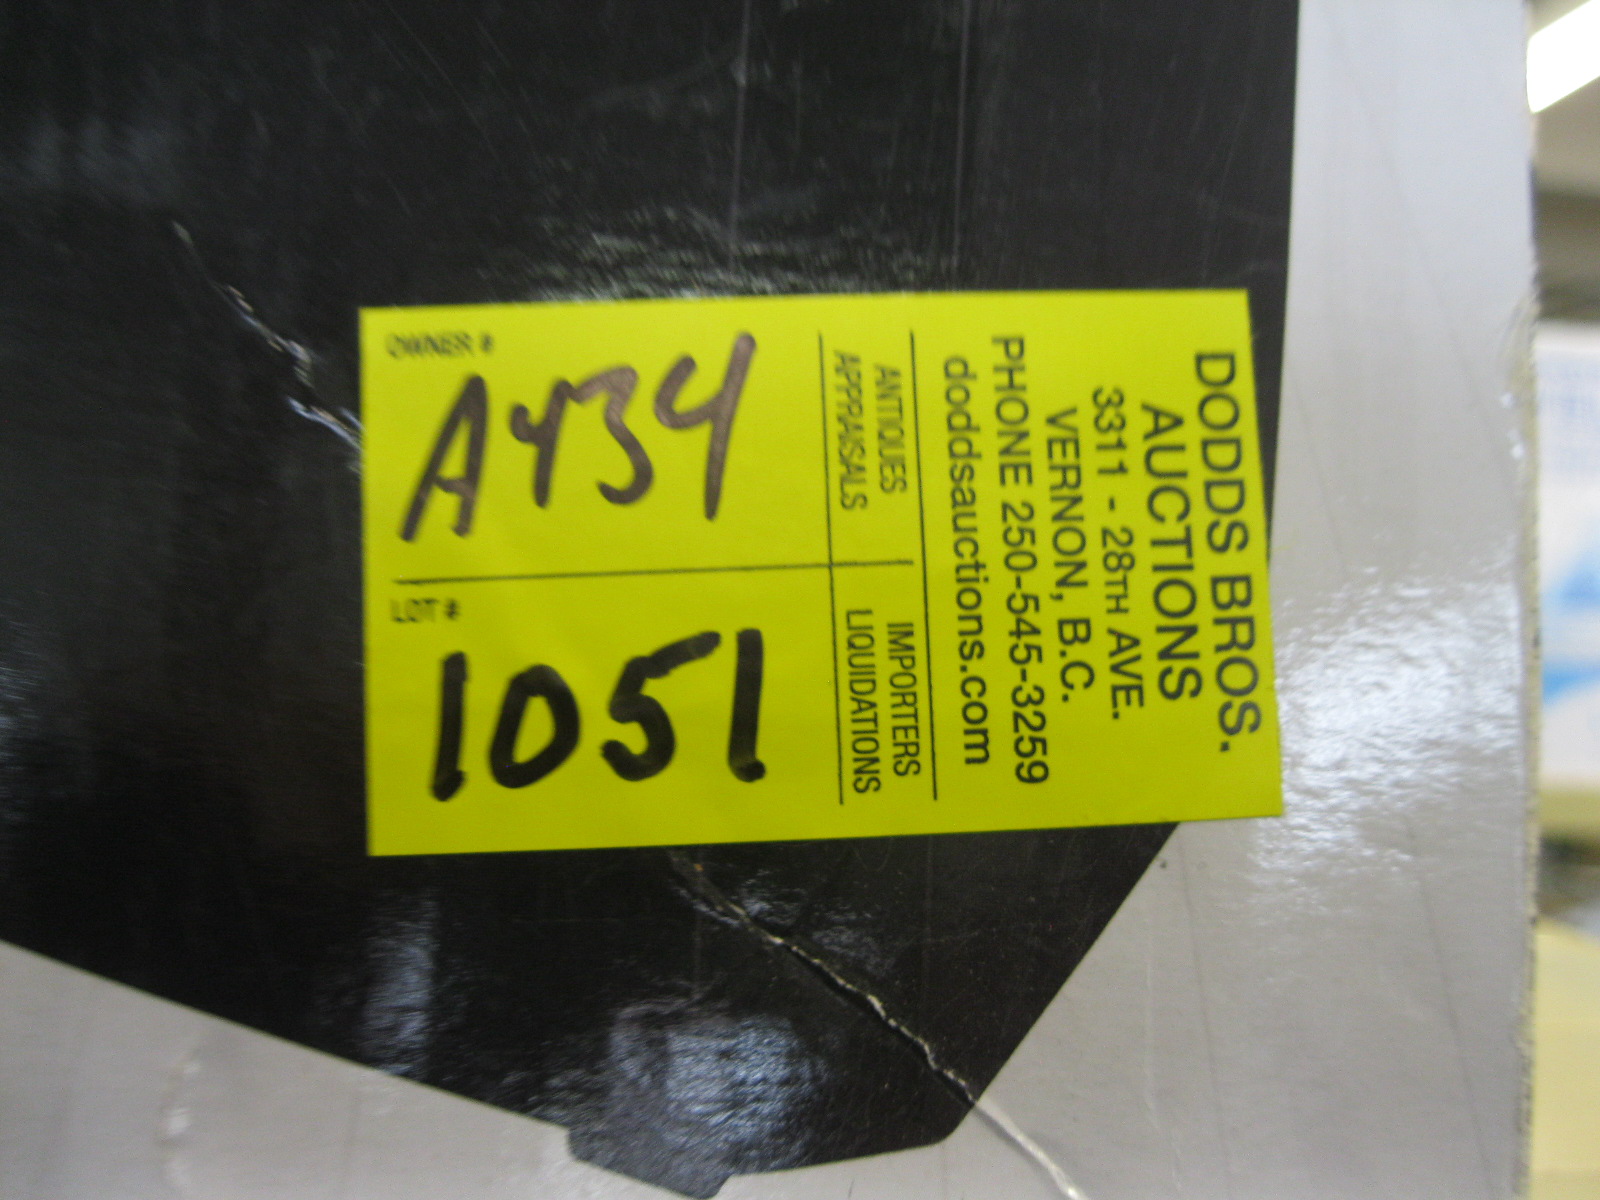 DODDS BROS.
AUCTIONS
3311 - 28TH AVE.
VERNON, B.C.
PHONE 250-545-3259
doddsauctions.com
ANTIQUES
APPRAISALS
IMPORTERS
LIQUIDATIONS
OWNER #
A434
LOT #
1051